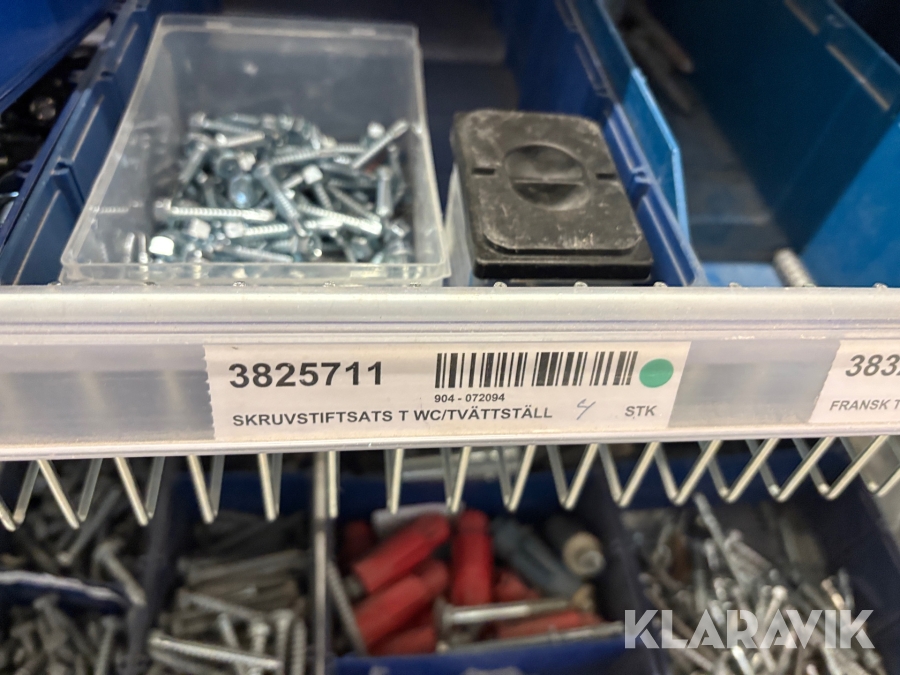 3825711
904 - 072094
SKRUVSTIFTSATS T WC/TVÄTTSTÄLL 4 STK
383
FRANSK T
KLARAVIK